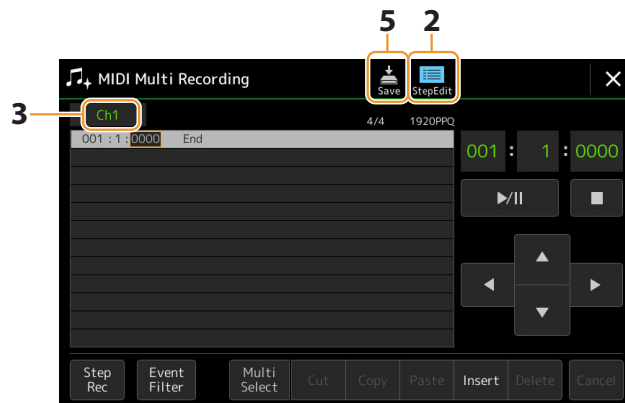 5 2
MIDI Multi Recording Save StepEdit ×
3 Ch1 4/4 1920PPQ
001 : 1 : 0000 End 001 : 1 : 0000
▶/II ■
▲
◀ ▶
▼
Step Rec Event Filter Multi Select Cut Copy Paste Insert Delete Cancel